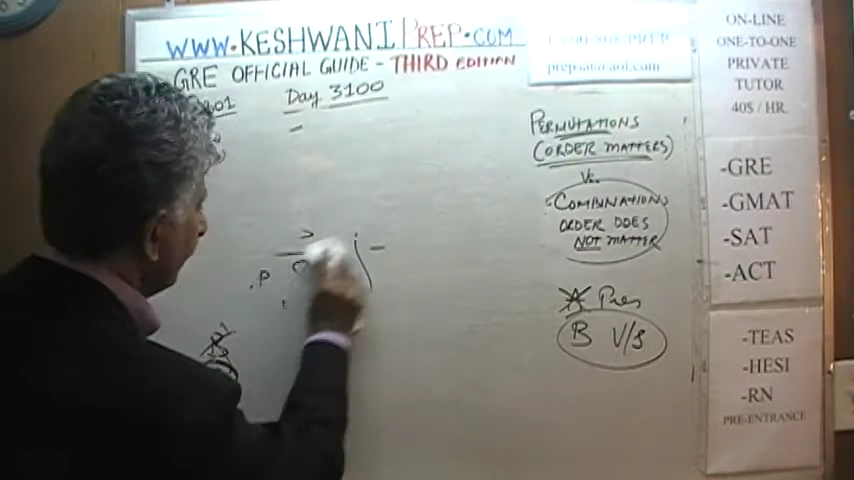 WWW.KESHWANIPREP.COM
GRE OFFICIAL GUIDE - THIRD EDITION
Day 3100
PERMUTATIONS
(ORDER MATTERS)
Vs.
COMBINATIONS
ORDER DOES
NOT MATTER
Pres
B V/S
P
ON-LINE
ONE-TO-ONE
PRIVATE
TUTOR
40$ / HR.
-GRE
-GMAT
-SAT
-ACT
-TEAS
-HESI
-RN
PRE-ENTRANCE